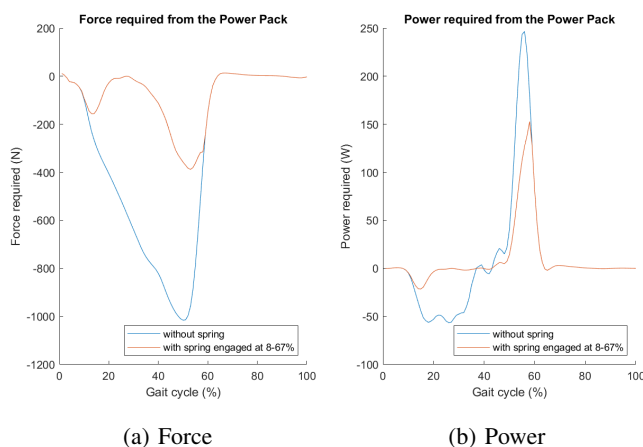 Force required from the Power Pack
200
0
-200
-400
-600
-800
-1000
-1200
Force required (N)
0
20
40
60
80
100
Gait cycle (%)
without spring
with spring engaged at 8-67%
(a) Force
Power required from the Power Pack
250
200
150
100
50
0
-50
-100
Power required (W)
0
20
40
60
80
100
Gait cycle (%)
without spring
with spring engaged at 8-67%
(b) Power